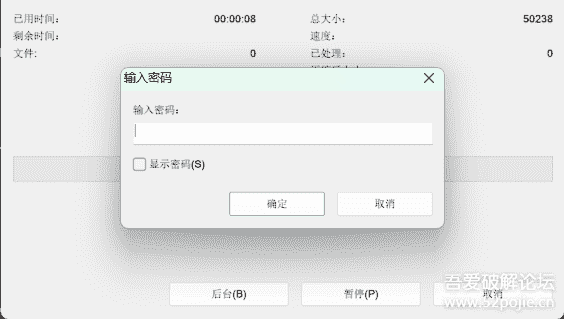 已用时间： 00:00:08 总大小： 50238
剩余时间： 速度：
文件： 0 已处理： 0
输入密码
输入密码：
显示密码(S)
确定 取消
后台(B) 暂停(P) 取消
吾爱破解论坛
www.52pojie.cn